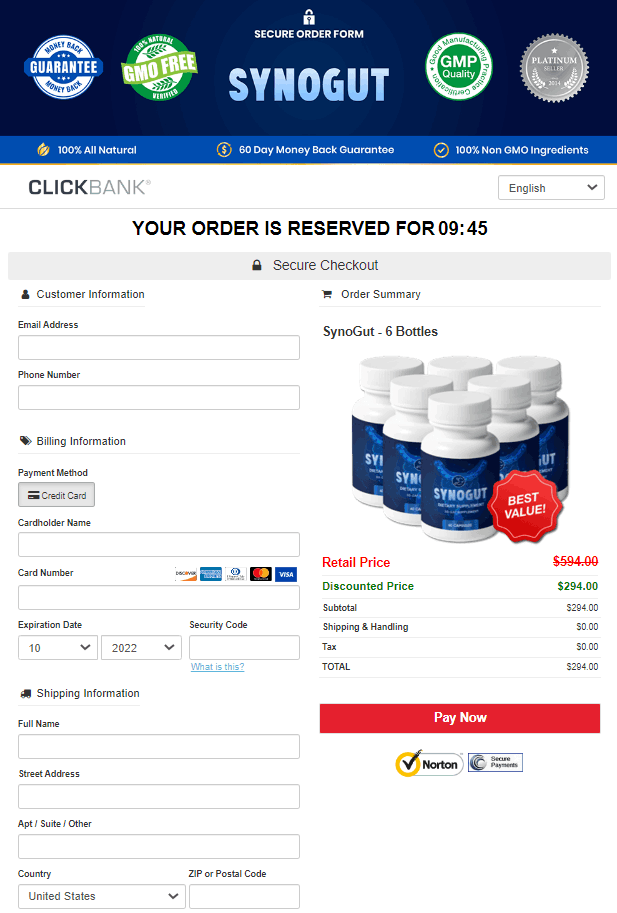 SECURE ORDER FORM
MONEY BACK
GUARANTEE
MONEY BACK
100% NATURAL
GMO FREE
VERIFIED
SYNOGUT
Good Manufacturing
GMP
Quality
Practice Certification
PLATINUM
SELLER
2014
100% All Natural
60 Day Money Back Guarantee
100% Non GMO Ingredients
CLICKBANK®
English
YOUR ORDER IS RESERVED FOR 09:45
Secure Checkout
Customer Information
Email Address
Phone Number
Billing Information
Payment Method
Credit Card
Cardholder Name
Card Number
DISCOVER
VISA
Expiration Date
Security Code
10
2022
What is this?
Shipping Information
Full Name
Street Address
Apt / Suite / Other
Country
ZIP or Postal Code
United States
Order Summary
SynoGut - 6 Bottles
SYNOGUT
DIETARY SUPPLEMENT
BEST
VALUE!
Retail Price $594.00
Discounted Price $294.00
Subtotal $294.00
Shipping & Handling $0.00
Tax $0.00
TOTAL $294.00
Pay Now
Norton
Secure
Payments